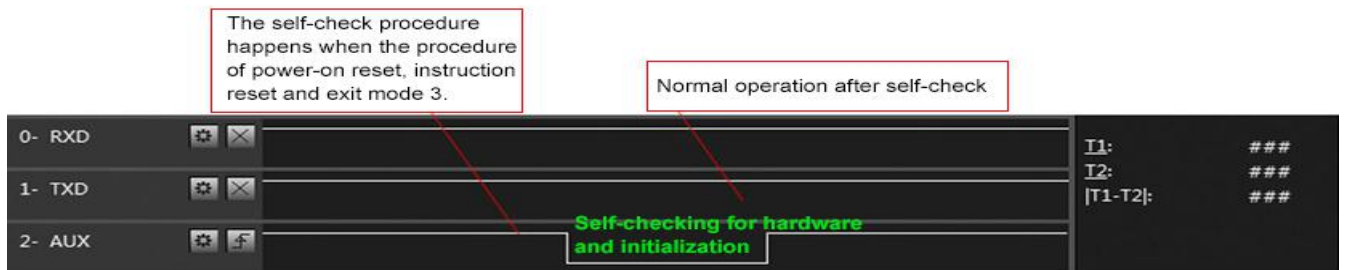 The self-check procedure
happens when the procedure
of power-on reset, instruction
reset and exit mode 3.
Normal operation after self-check
0- RXD
T1: ###
1- TXD
T2: ###
|T1-T2|: ###
Self-checking for hardware
and initialization
2- AUX